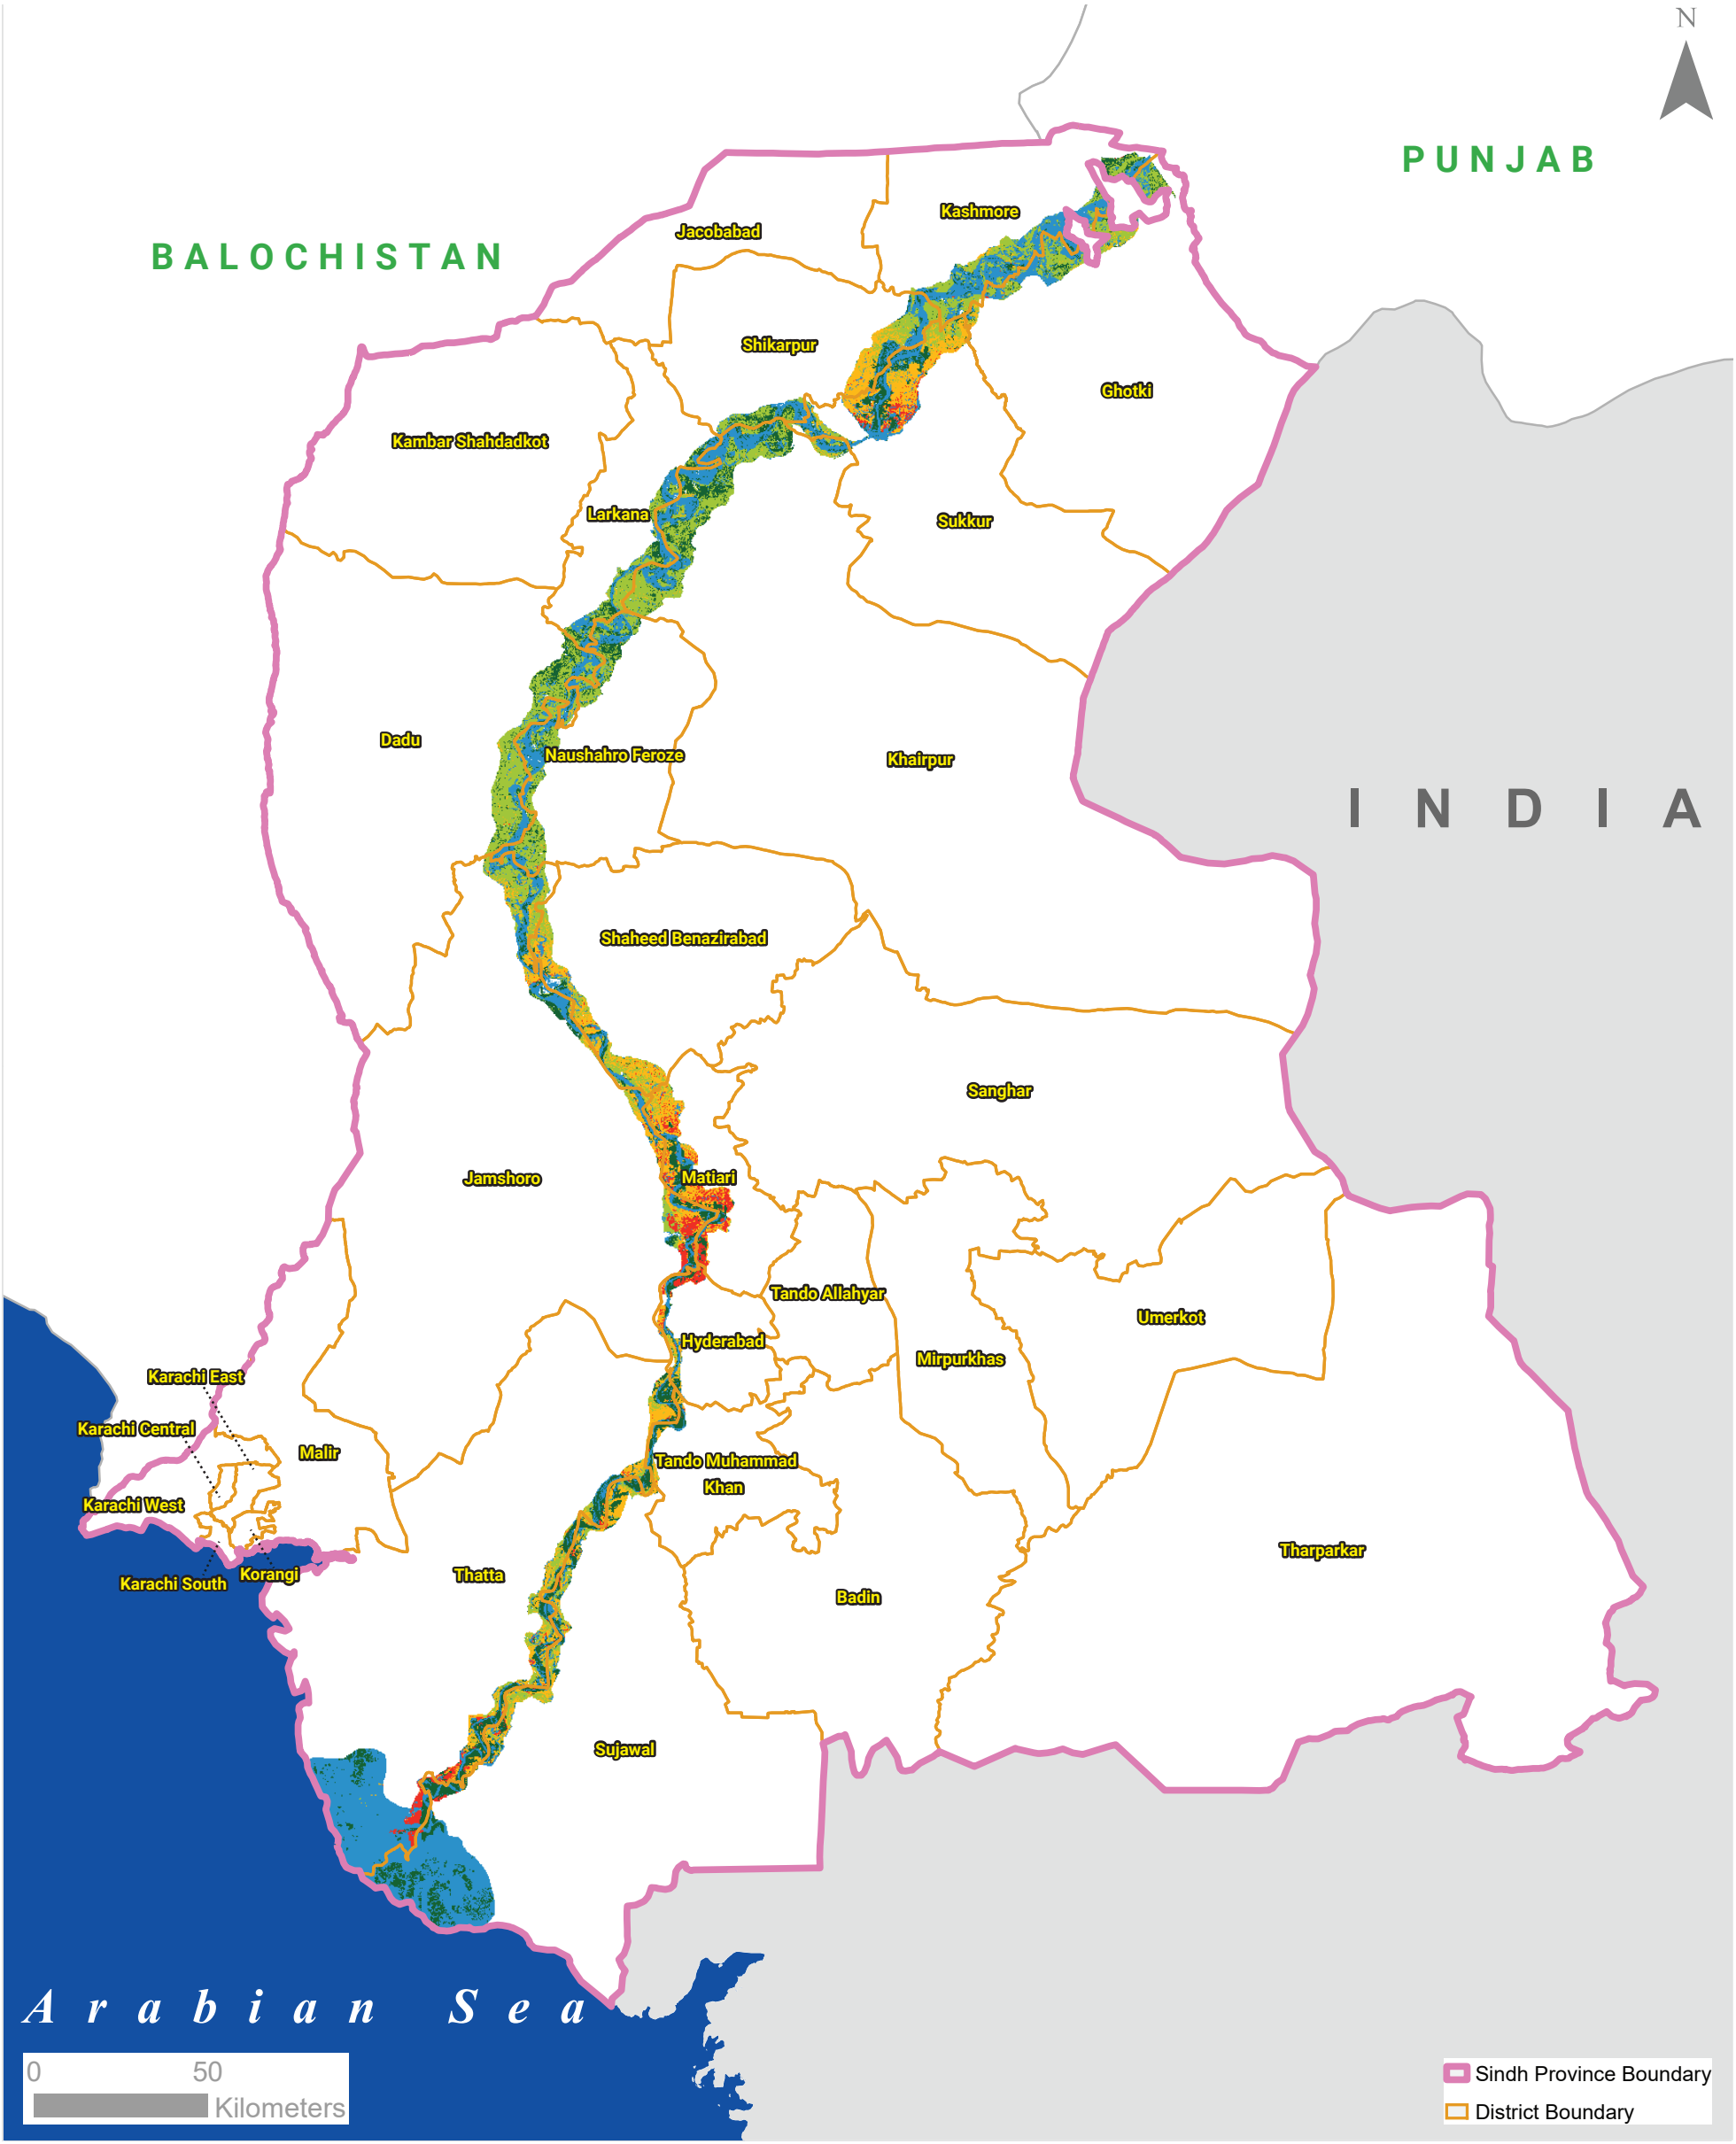 N
PUNJAB
BALOCHISTAN
Kashmore
Jacobabad
Shikarpur
Ghotki
Kambar Shahdadkot
Larkana
Sukkur
Dadu
Naushahro Feroze
Khairpur
INDIA
Shaheed Benazirabad
Sanghar
Jamshoro
Matiari
Tando Allahyar
Umerkot
Hyderabad
Mirpurkhas
Karachi East
Karachi Central
Malir
Tando Muhammad
Khan
Karachi West
Tharparkar
Thatta
Korangi
Karachi South
Badin
Sujawal
Arabian Sea
0 50
Kilometers
Sindh Province Boundary
District Boundary